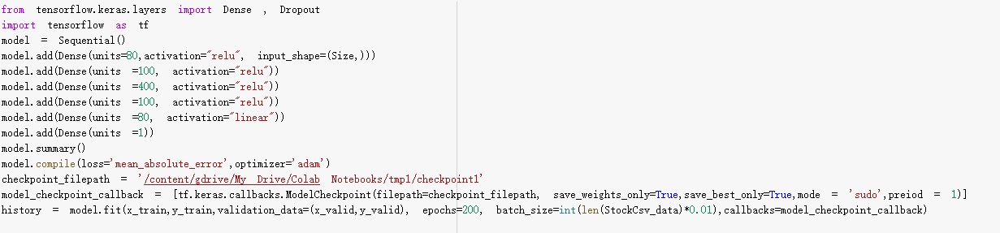 from tensorflow.keras.layers import Dense , Dropout
import tensorflow as tf
model = Sequential()
model.add(Dense(units=80,activation="relu", input_shape=(Size,)))
model.add(Dense(units =100, activation="relu"))
model.add(Dense(units =400, activation="relu"))
model.add(Dense(units =100, activation="relu"))
model.add(Dense(units =80, activation="linear"))
model.add(Dense(units =1))
model.summary()
model.compile(loss='mean_absolute_error',optimizer='adam')
checkpoint_filepath = '/content/gdrive/My Drive/Colab Notebooks/tmp1/checkpoint1'
model_checkpoint_callback = [tf.keras.callbacks.ModelCheckpoint(filepath=checkpoint_filepath, save_weights_only=True,save_best_only=True,mode = 'sudo',preiod = 1)]
history = model.fit(x_train,y_train,validation_data=(x_valid,y_valid), epochs=200, batch_size=int(len(StockCsv_data)*0.01),callbacks=model_checkpoint_callback)